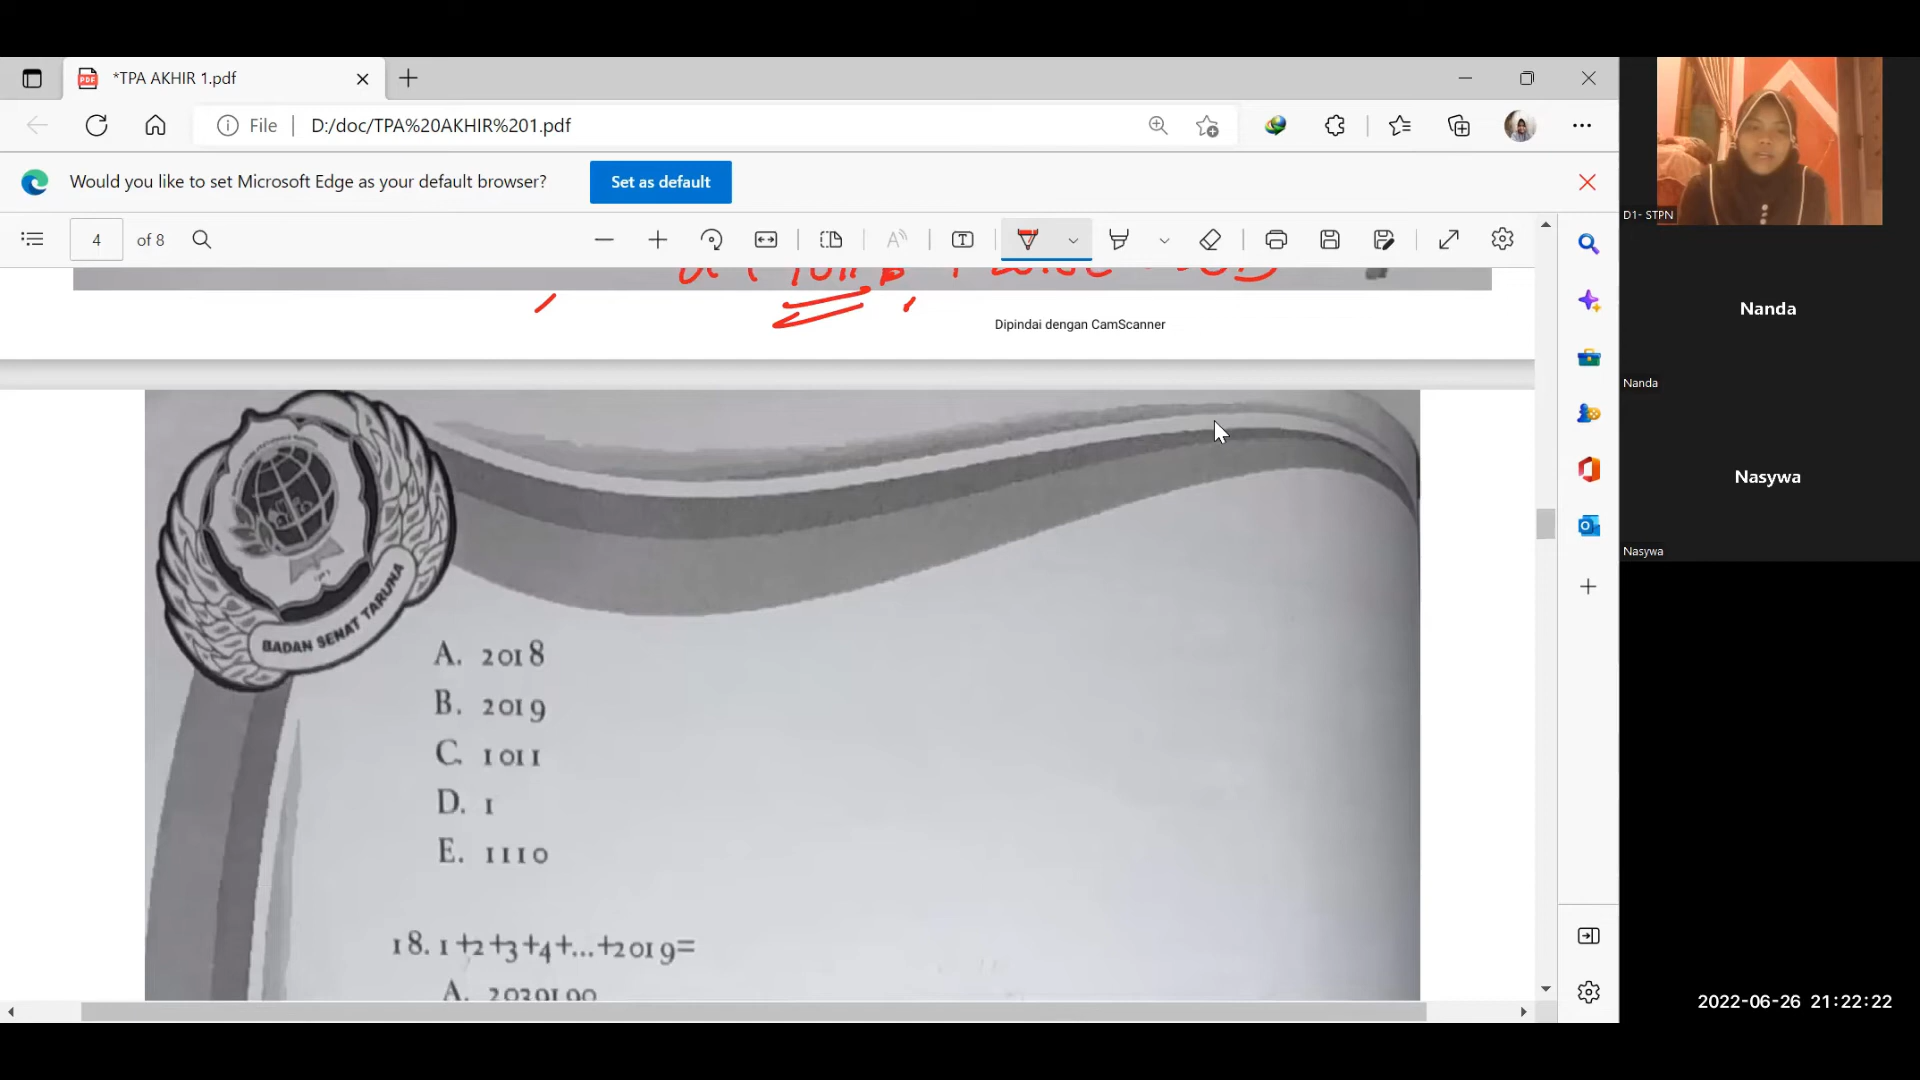 *TPA AKHIR 1.pdf
File
D:/doc/TPA%20AKHIR%201.pdf
Would you like to set Microsoft Edge as your default browser?
Set as default
4 of 8
Dipindai dengan CamScanner
BADAN SENAT TARUNA
A. 2018
B. 2019
C. 1011
D. 1
E. 1110
18. 1+2+3+4+...+2019=
A. 2039190
D1- STPN
Nanda
Nanda
Nasywa
Nasywa
2022-06-26 21:22:22